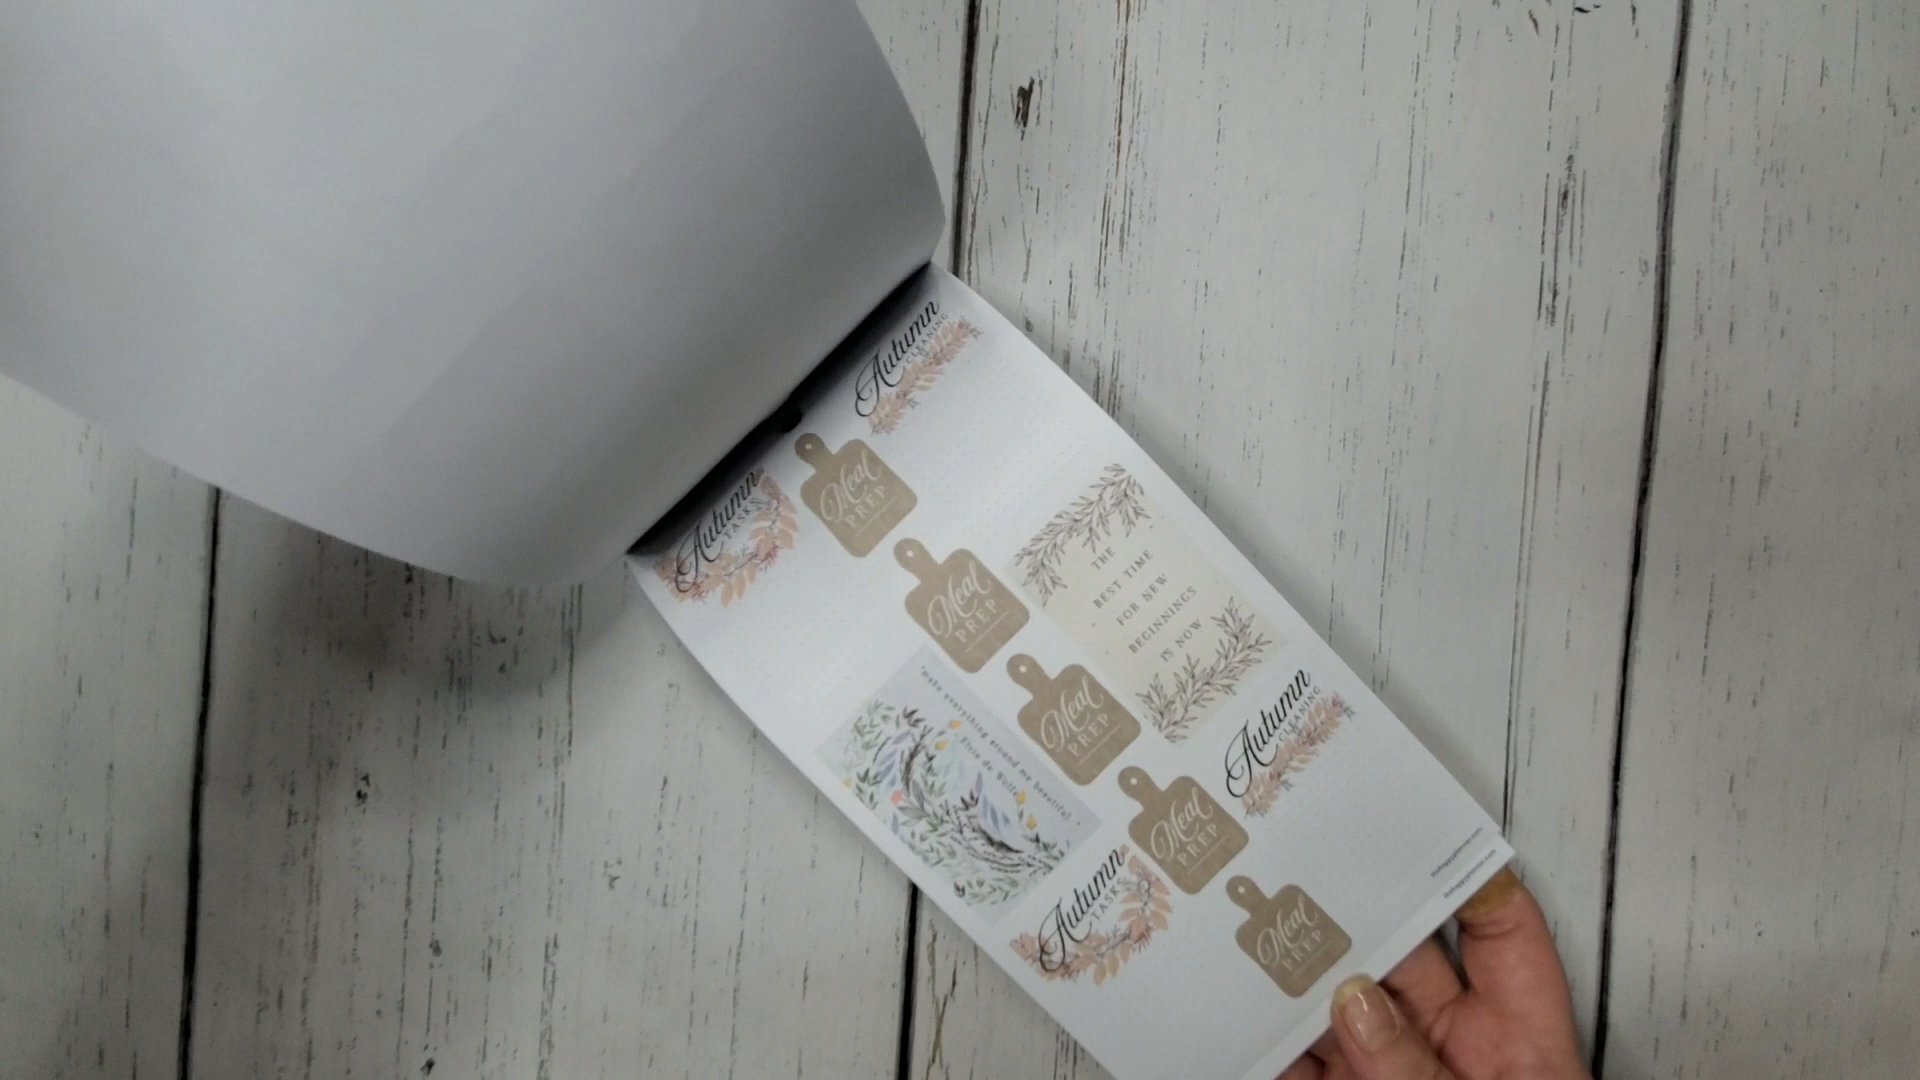 Autumn
CLEANING
Autumn
TASKS
Meal
PREP
Meal
PREP
Meal
PREP
Meal
PREP
Meal
PREP
THE
BEST TIME
FOR NEW
BEGINNINGS
IS NOW
"make everything around me beautiful."
Elsie de Wolfe
Autumn
CLEANING
Autumn
TASKS